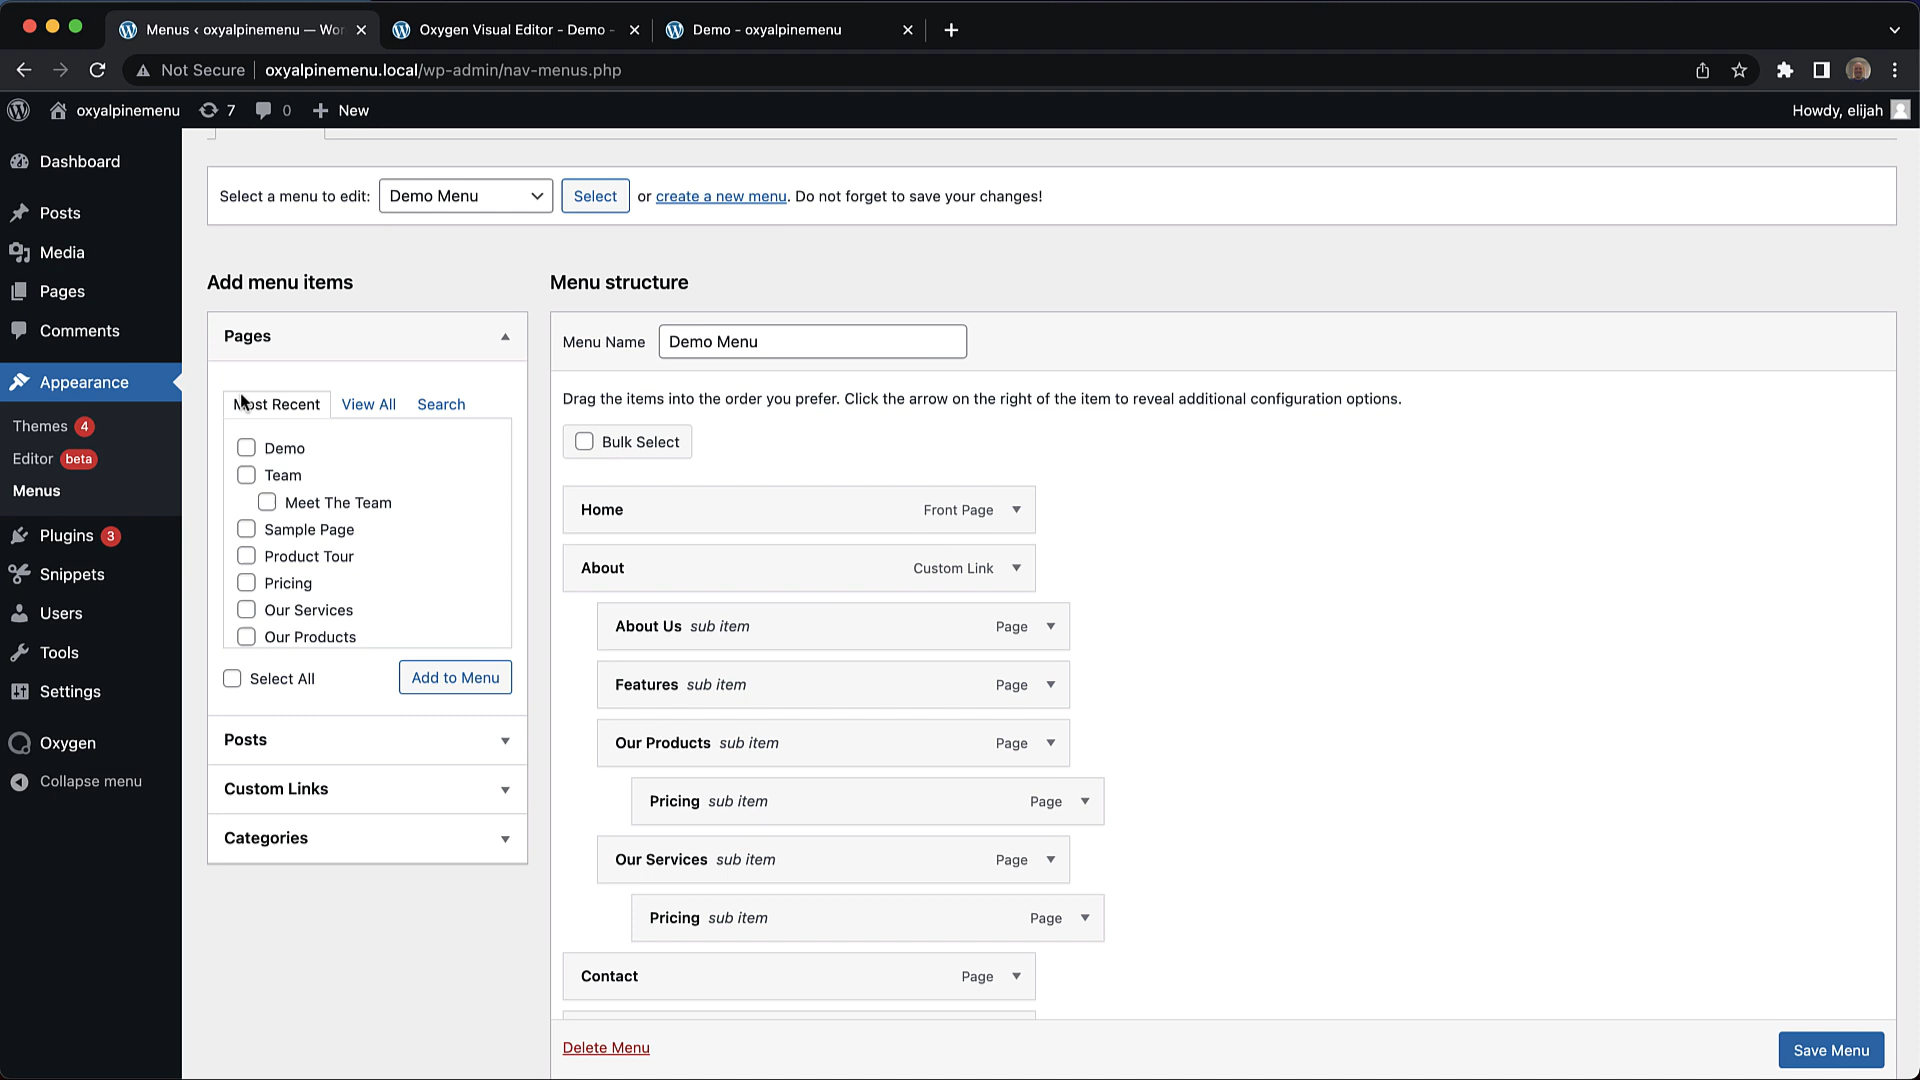 Menus ‹ oxyalpinemenu — Wor
Oxygen Visual Editor - Demo -
Demo - oxyalpinemenu
Not Secure
oxyalpinemenu.local/wp-admin/nav-menus.php
oxyalpinemenu
7
0
New
Howdy, elijah
Dashboard
Posts
Media
Pages
Comments
Appearance
Themes 4
Editor beta
Menus
Plugins 3
Snippets
Users
Tools
Settings
Oxygen
Collapse menu
Select a menu to edit: Demo Menu Select or create a new menu. Do not forget to save your changes!
Add menu items
Pages
Most Recent View All Search
Demo
Team
Meet The Team
Sample Page
Product Tour
Pricing
Our Services
Our Products
Select All Add to Menu
Posts
Custom Links
Categories
Menu structure
Menu Name Demo Menu
Drag the items into the order you prefer. Click the arrow on the right of the item to reveal additional configuration options.
Bulk Select
Home Front Page
About Custom Link
About Us sub item Page
Features sub item Page
Our Products sub item Page
Pricing sub item Page
Our Services sub item Page
Pricing sub item Page
Contact Page
Delete Menu
Save Menu